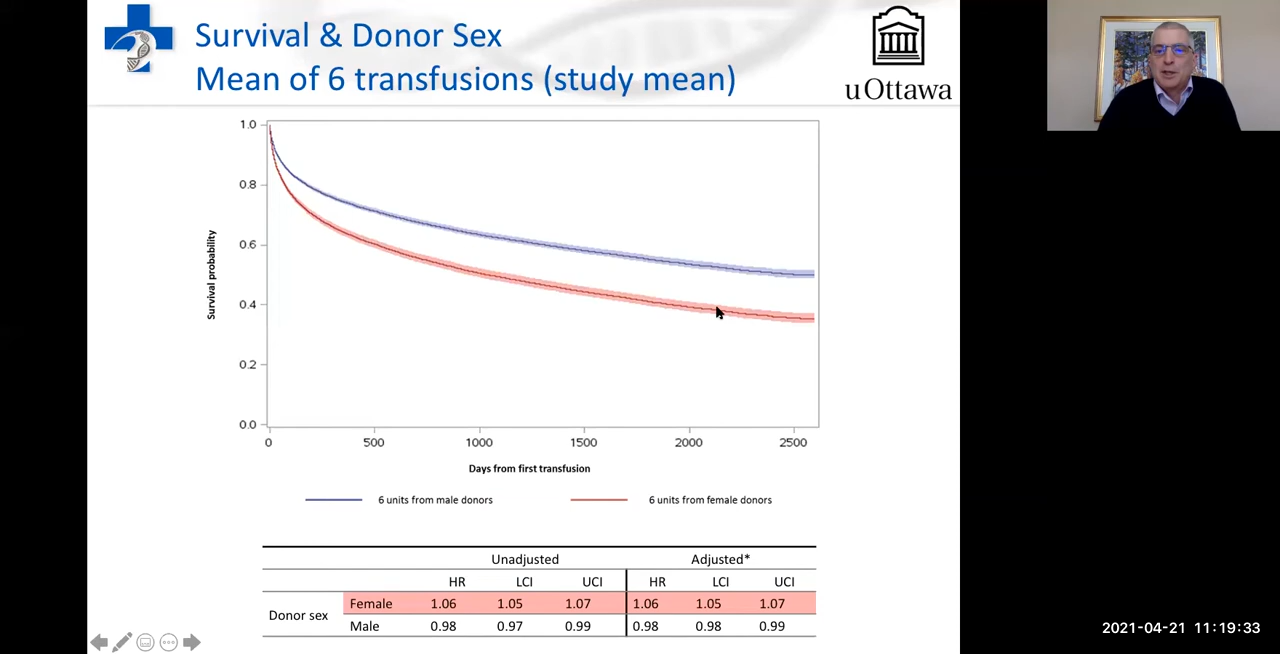 Survival & Donor Sex
Mean of 6 transfusions (study mean)
uOttawa
1.0
0.8
0.6
0.4
0.2
0.0
Survival probability
0 500 1000 1500 2000 2500
Days from first transfusion
6 units from male donors 6 units from female donors
Unadjusted Adjusted*
HR LCI UCI HR LCI UCI
Donor sex
Female 1.06 1.05 1.07 1.06 1.05 1.07
Male 0.98 0.97 0.99 0.98 0.98 0.99
2021-04-21 11:19:33